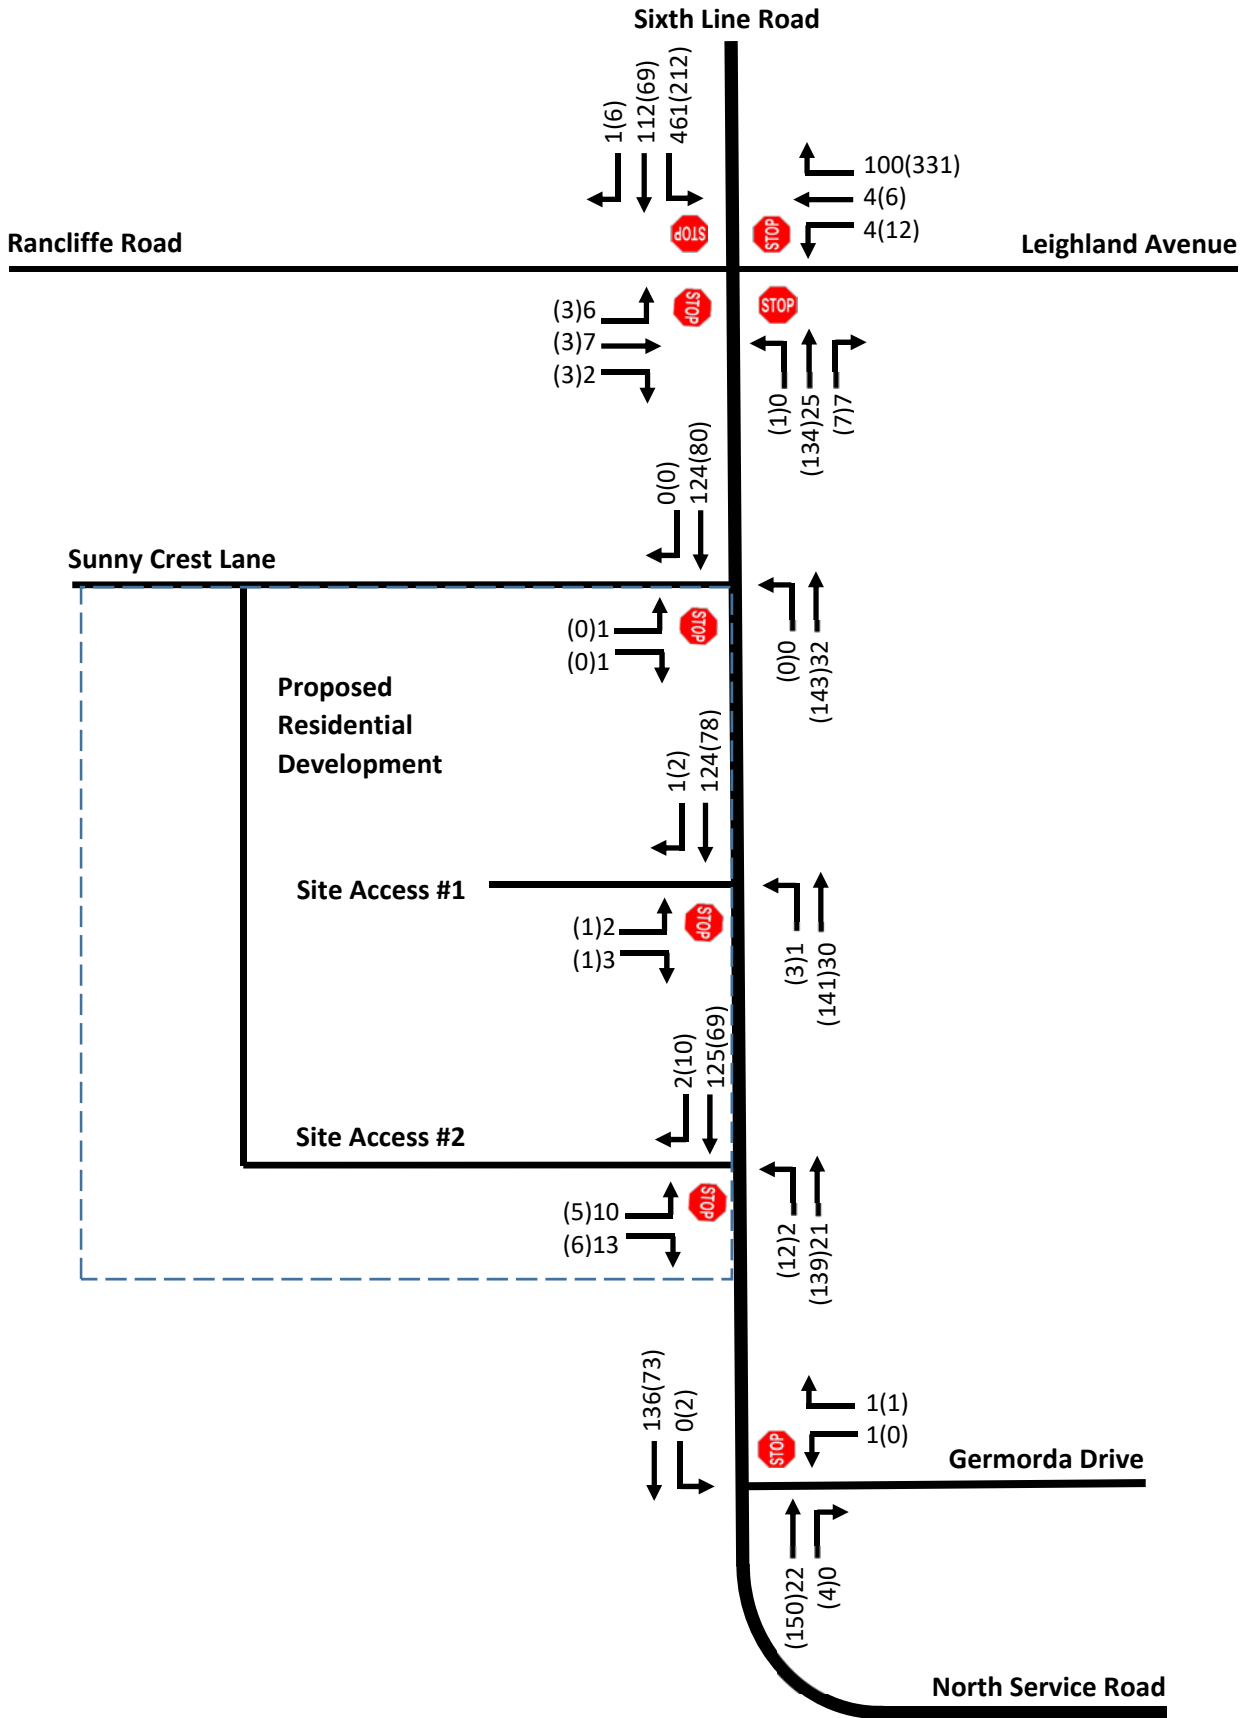 Sixth Line Road
1(6)
112(69)
461(212)
100(331)
4(6)
4(12)
Rancliffe Road
Leighland Avenue
STOP
STOP
STOP
STOP
(3)6
(3)7
(3)2
(1)0
(134)25
(7)7
0(0)
124(80)
Sunny Crest Lane
STOP
(0)1
(0)1
(0)0
(143)32
Proposed
Residential
Development
1(2)
124(78)
Site Access #1
STOP
(1)2
(1)3
(3)1
(141)30
2(10)
125(69)
Site Access #2
STOP
(5)10
(6)13
(12)2
(139)21
136(73)
0(2)
1(1)
1(0)
STOP
Germorda Drive
(150)22
(4)0
North Service Road